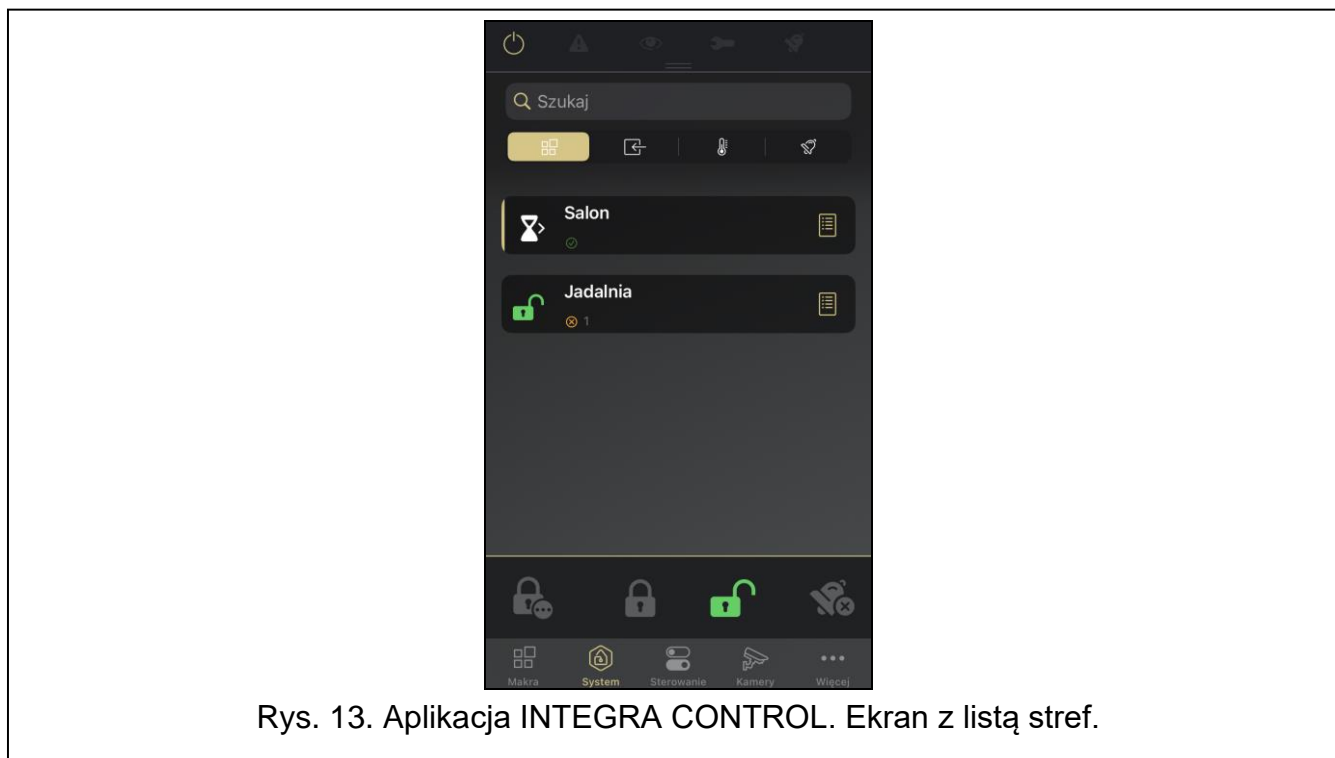 Szukaj
Salon
Jadalnia
1
Makra System Sterowanie Kamery Więcej
Rys. 13. Aplikacja INTEGRA CONTROL. Ekran z listą stref.